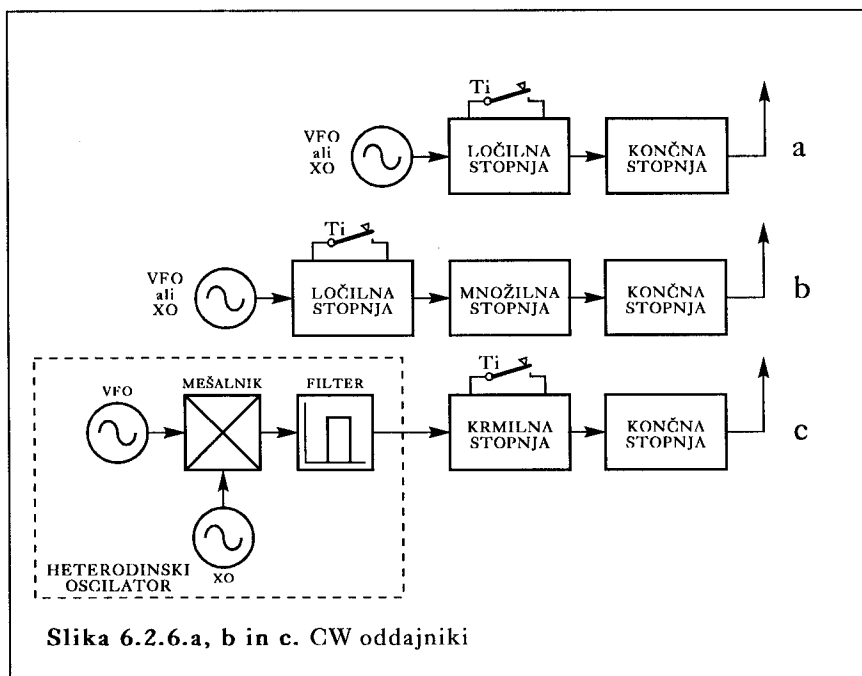 Ti
VFO
ali
XO
LOČILNA
STOPNJA
KONČNA
STOPNJA
a
Ti
VFO
ali
XO
LOČILNA
STOPNJA
MNOŽILNA
STOPNJA
KONČNA
STOPNJA
b
VFO
MEŠALNIK
FILTER
Ti
KRMILNA
STOPNJA
KONČNA
STOPNJA
c
XO
HETERODINSKI
OSCILATOR
Slika 6.2.6.a, b in c. CW oddajniki